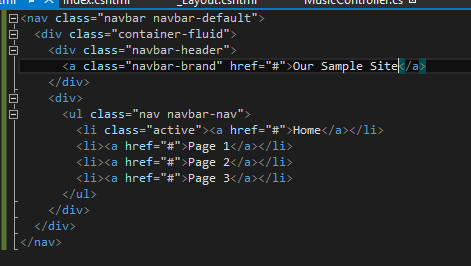 Index.cshtml _Layout.cshtml MusicController.cs
<nav class="navbar navbar-default">
<div class="container-fluid">
<div class="navbar-header">
<a class="navbar-brand" href="#">Our Sample Site</a>
</div>
<div>
<ul class="nav navbar-nav">
<li class="active"><a href="#">Home</a></li>
<li><a href="#">Page 1</a></li>
<li><a href="#">Page 2</a></li>
<li><a href="#">Page 3</a></li>
</ul>
</div>
</div>
</nav>